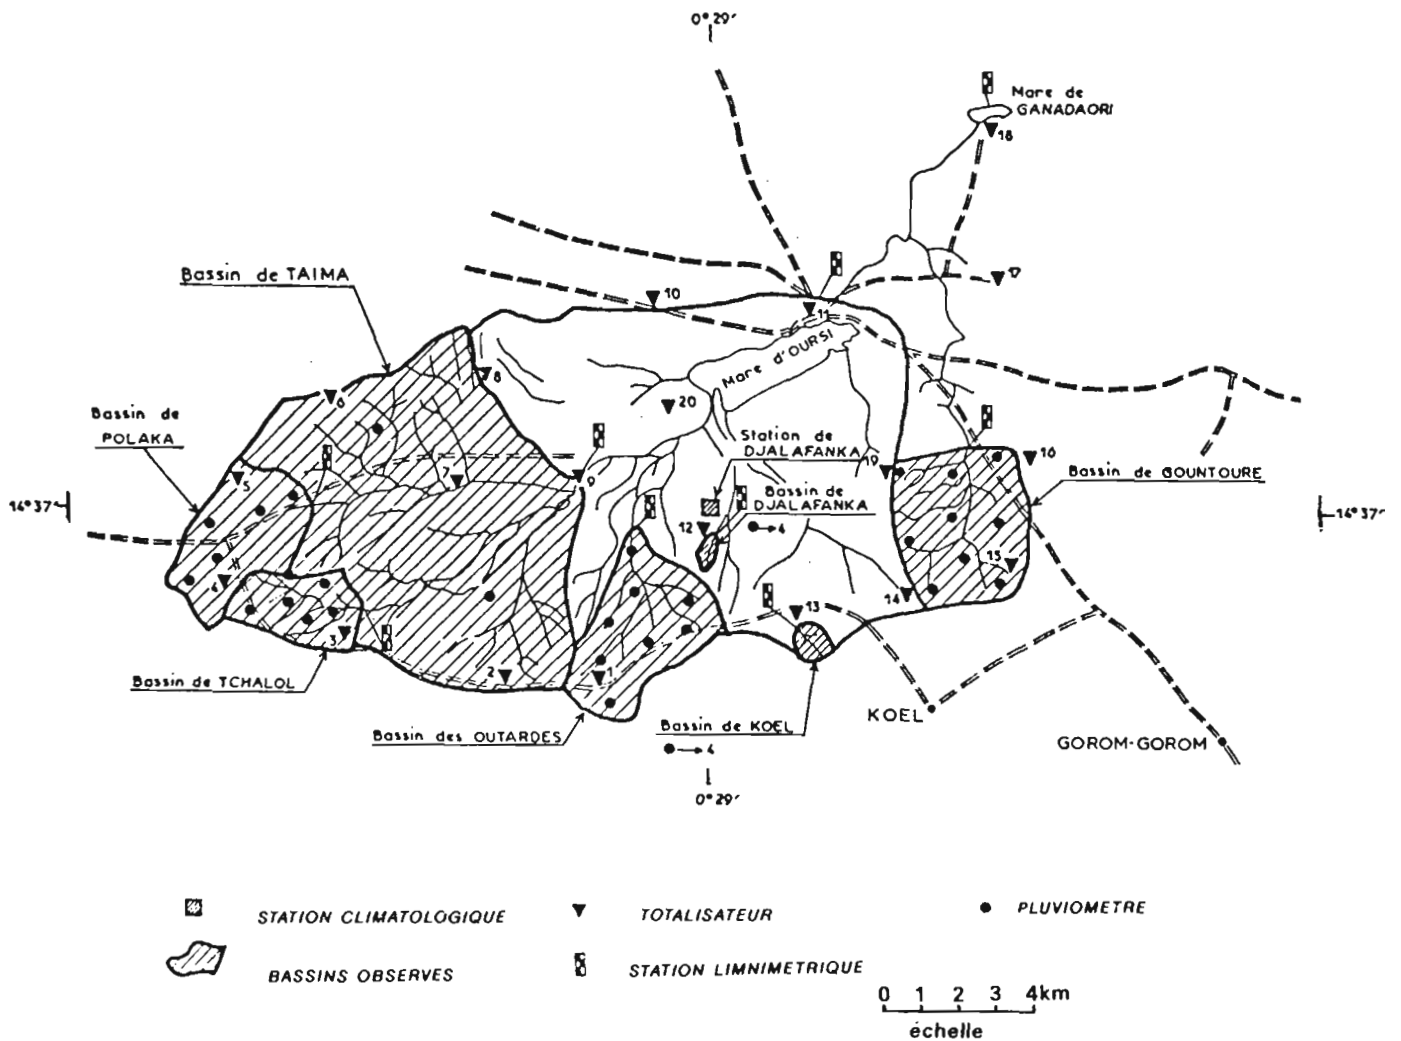 0°29'
Mare de
GANADAORI
18
17
Bassin de TAIMA
10
11
Mare d'OURSI
8
6
20
Bassin de
POLAKA
Station de
DJALAFANKA
19
16
Bassin de GOUNTOURE
7
5
9
14°37'
Bassin de
DJALAFANKA
14°37'
12
4
15
4
13
14
3
2
1
Bassin de TCHALOL
KOEL
Bassin des OUTARDES
Bassin de KOEL
GOROM-GOROM
4
0°29'
STATION CLIMATOLOGIQUE
TOTALISATEUR
PLUVIOMETRE
BASSINS OBSERVES
STATION LIMNIMETRIQUE
0 1 2 3 4km
échelle